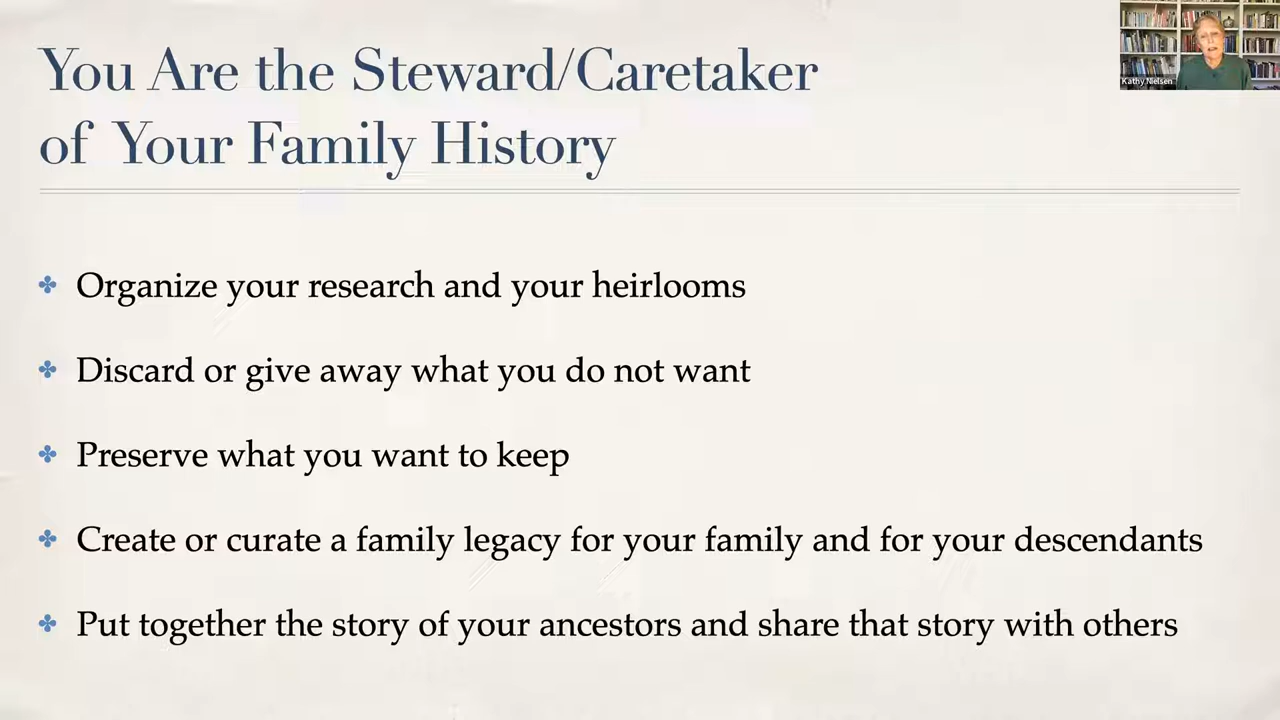 You Are the Steward/Caretaker
of Your Family History
Kathy Nielsen
Organize your research and your heirlooms
Discard or give away what you do not want
Preserve what you want to keep
Create or curate a family legacy for your family and for your descendants
Put together the story of your ancestors and share that story with others